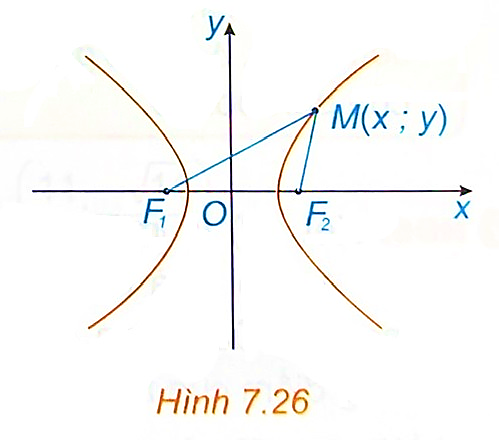 y
M(x ; y)
F₁ O F₂ x
Hình 7.26